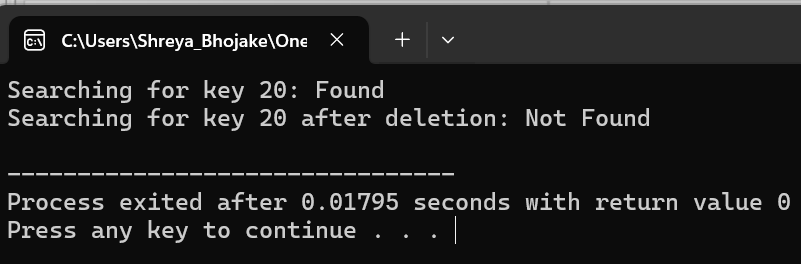 C:\Users\Shreya_Bhojake\One
Searching for key 20: Found
Searching for key 20 after deletion: Not Found
--------------------------------
Process exited after 0.01795 seconds with return value 0
Press any key to continue . . .